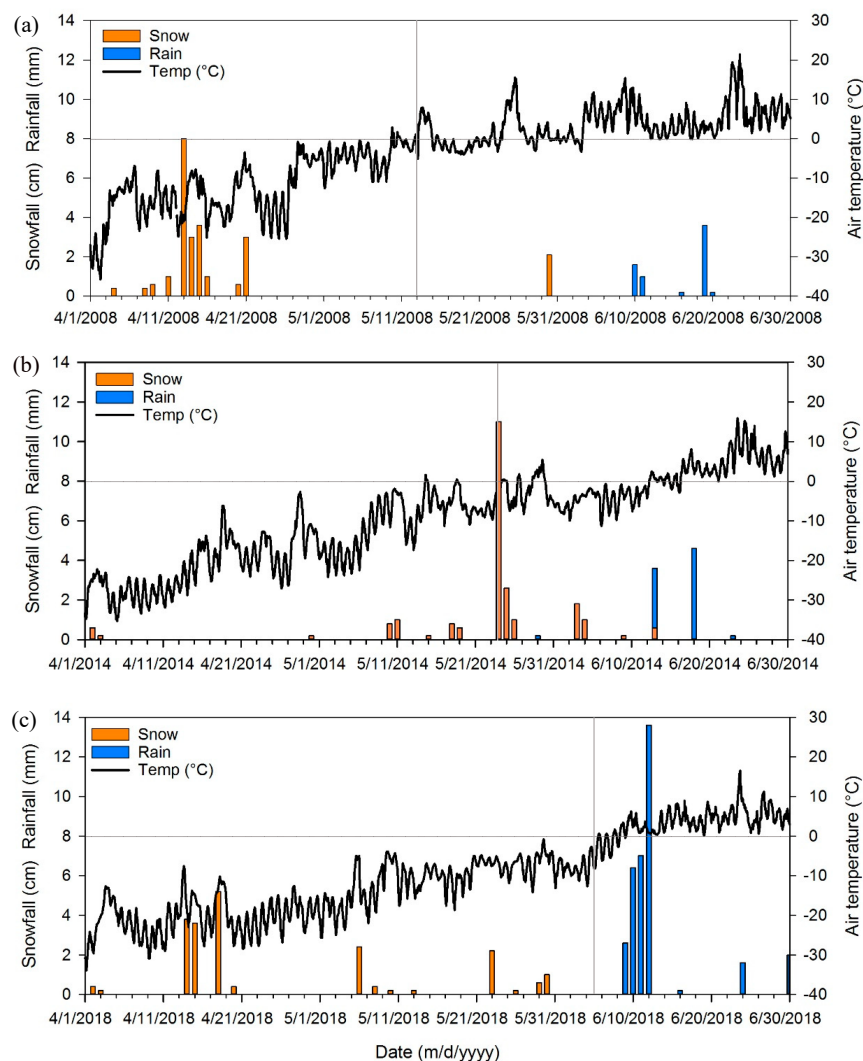 (a)
14
12
10
8
6
4
2
0
Snowfall (cm) Rainfall (mm)
Snow
Rain
Temp (°C)
30
20
10
0
-10
-20
-30
-40
Air temperature (°C)
4/1/2008 4/11/2008 4/21/2008 5/1/2008 5/11/2008 5/21/2008 5/31/2008 6/10/2008 6/20/2008 6/30/2008
(b)
14
12
10
8
6
4
2
0
Snowfall (cm) Rainfall (mm)
Snow
Rain
Temp (°C)
30
20
10
0
-10
-20
-30
-40
Air temperature (°C)
4/1/2014 4/11/2014 4/21/2014 5/1/2014 5/11/2014 5/21/2014 5/31/2014 6/10/2014 6/20/2014 6/30/2014
(c)
14
12
10
8
6
4
2
0
Snowfall (cm) Rainfall (mm)
Snow
Rain
Temp (°C)
30
20
10
0
-10
-20
-30
-40
Air temperature (°C)
4/1/2018 4/11/2018 4/21/2018 5/1/2018 5/11/2018 5/21/2018 5/31/2018 6/10/2018 6/20/2018 6/30/2018
Date (m/d/yyyy)